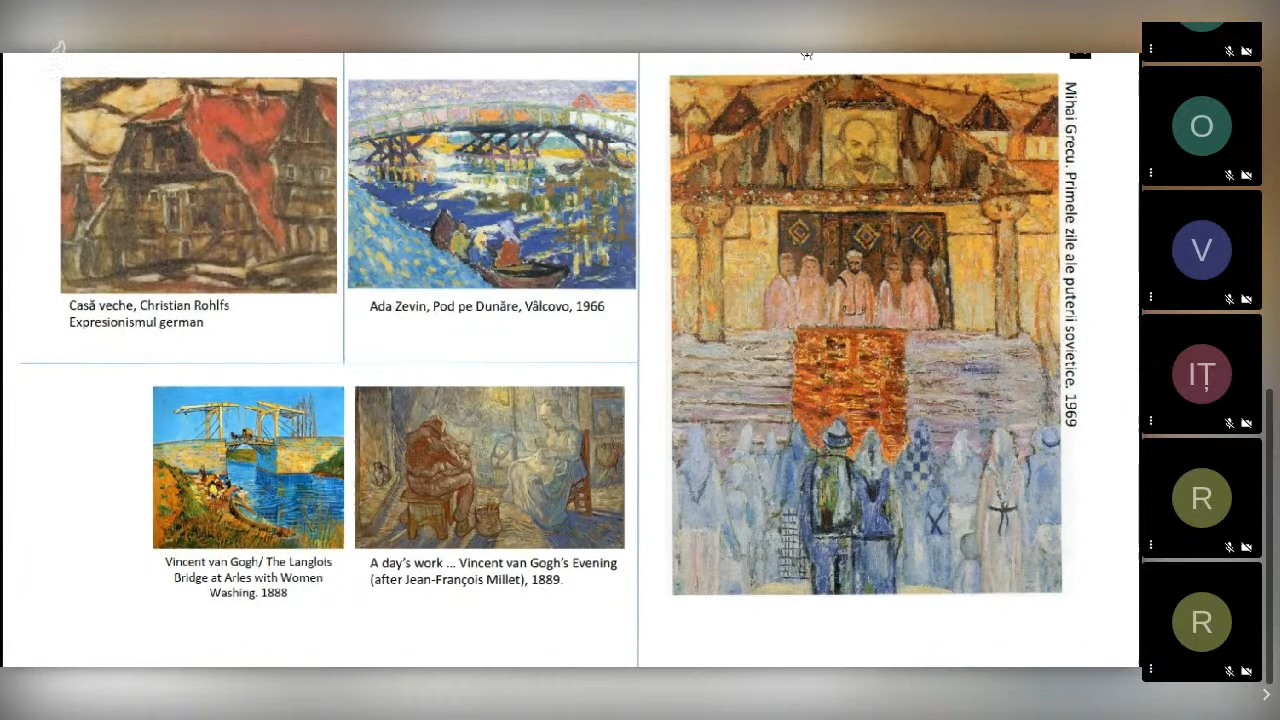 Casă veche, Christian Rohlfs
Expresionismul german
Ada Zevin, Pod pe Dunăre, Vâlcovo, 1966
Vincent van Gogh/ The Langlois
Bridge at Arles with Women
Washing. 1888
A day's work ... Vincent van Gogh's Evening
(after Jean-François Millet), 1889.
Mihai Grecu. Primele zile ale puterii sovietice. 1969
O
V
IȚ
R
R